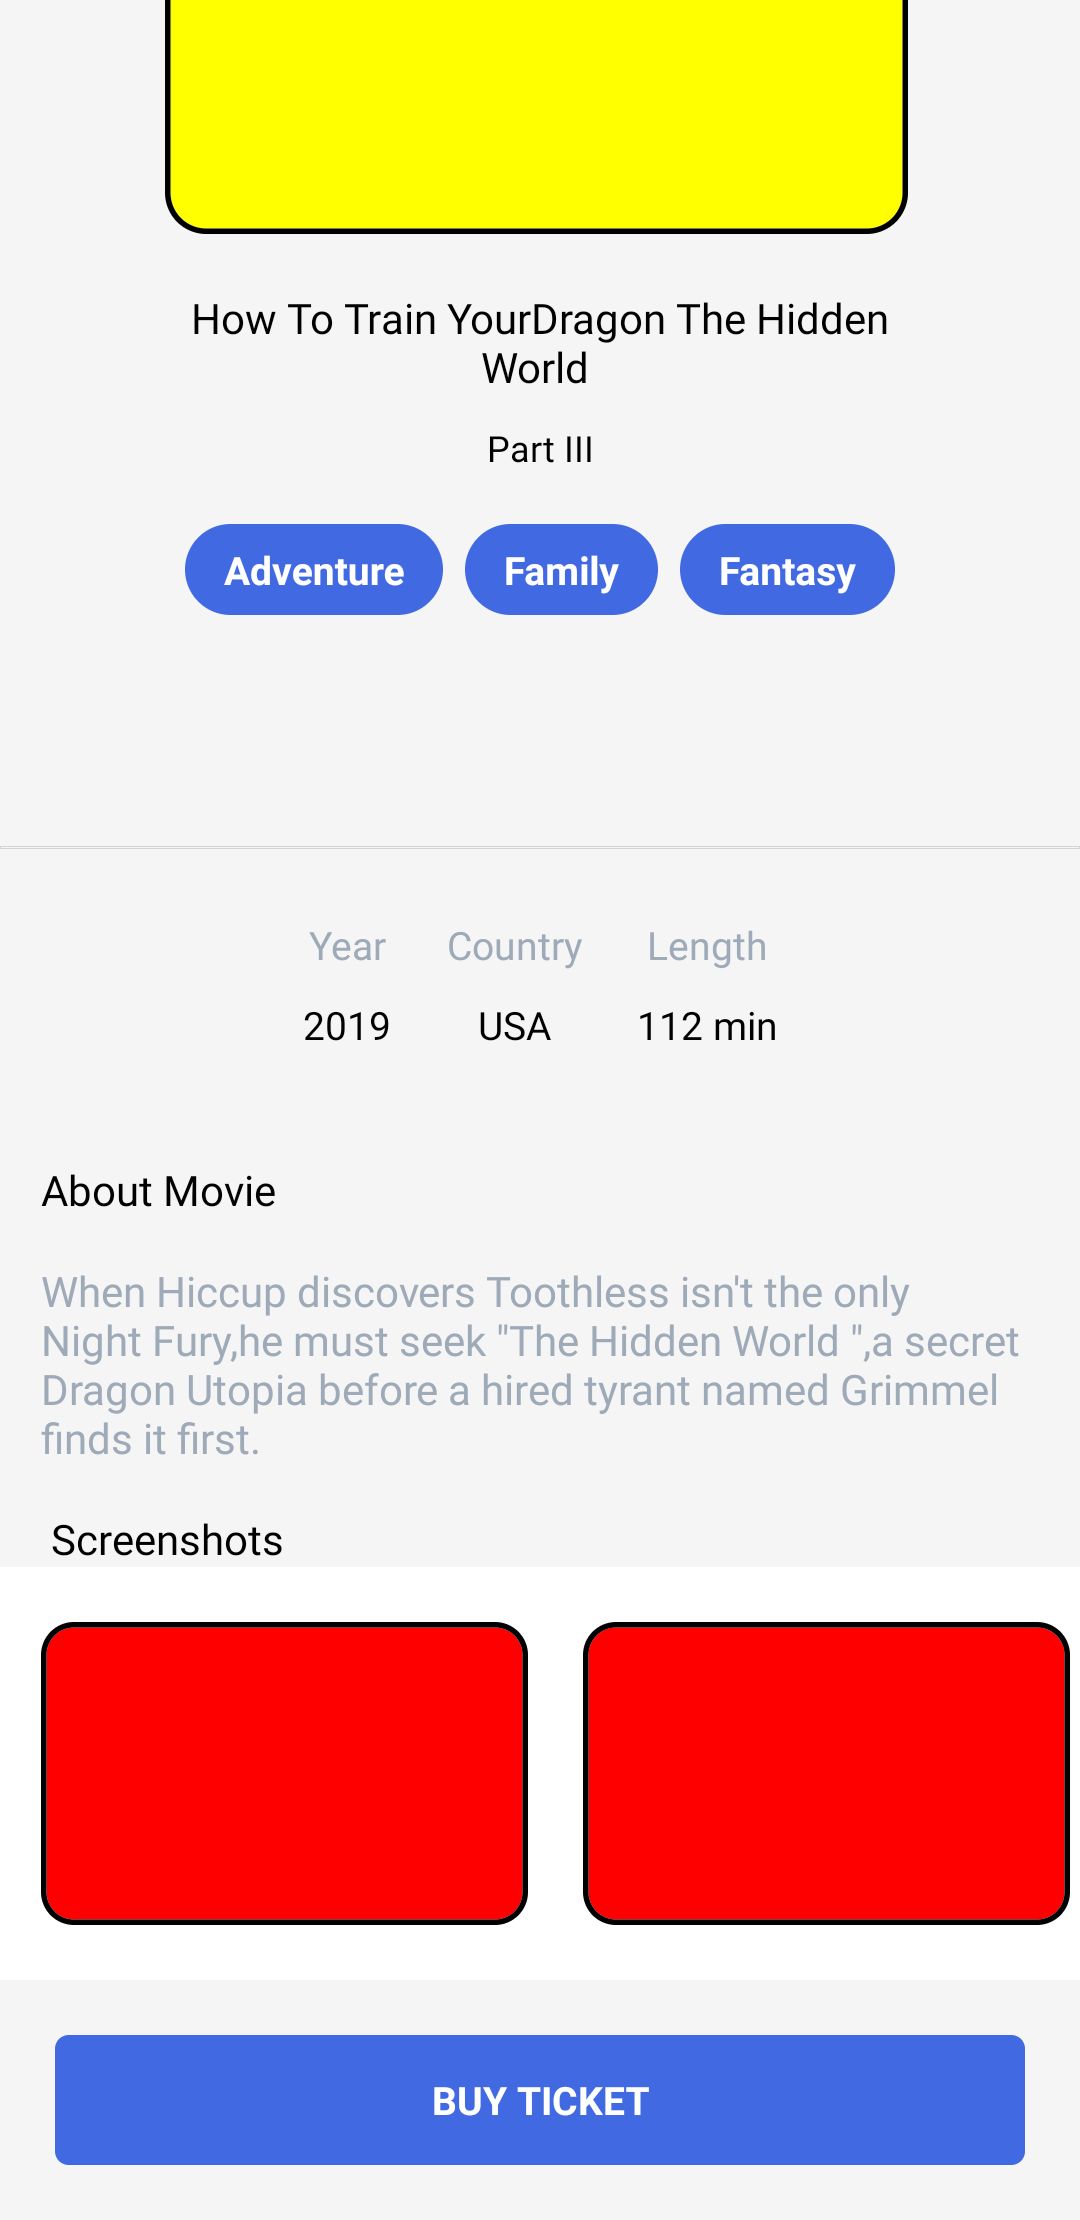 How To Train YourDragon The Hidden
World
Part III
Adventure Family Fantasy
Year Country Length
2019 USA 112 min
About Movie
When Hiccup discovers Toothless isn't the only
Night Fury,he must seek "The Hidden World ",a secret
Dragon Utopia before a hired tyrant named Grimmel
finds it first.
Screenshots
BUY TICKET